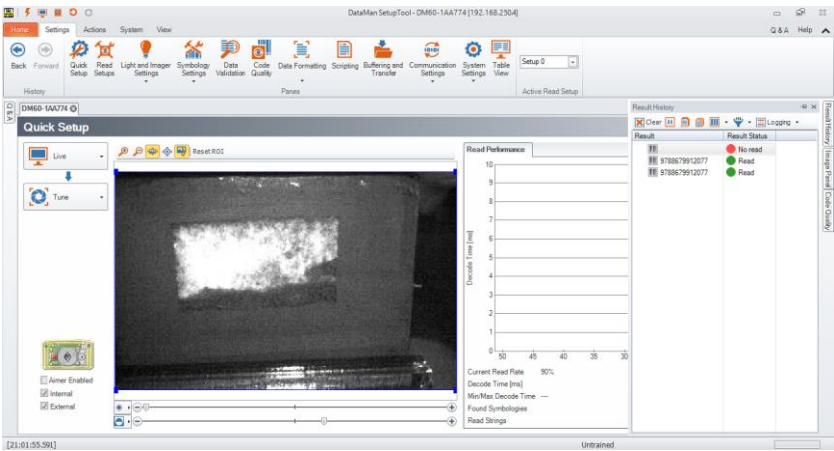 DataMan SetupTool - DM60-1AA774 [192.168.250.4]
Home Settings Actions System View Q & A Help
Back Forward Quick Setup Read Setups Light and Imager Settings Symbology Settings Data Validation Code Quality Data Formatting Scripting Buffering and Transfer Communication Settings System Settings Table View Setup 0
History Panes Active Read Setup
Q & A
DM60-1AA774
Quick Setup
Live
Tune
Reset ROI
Aimer Enabled
Internal
External
Read Performance
Decode Time [ms]
10
9
8
7
6
5
4
3
2
1
50 45 40 35 30
Current Read Rate 90%
Decode Time [ms]
Min/Max Decode Time ---
Found Symbologies
Read Strings
Result History
Clear Logging
Result Result Status
No read
9788679912077 Read
9788679912077 Read
Result History Image Panel Code Quality
[21:01:55.591] Untrained